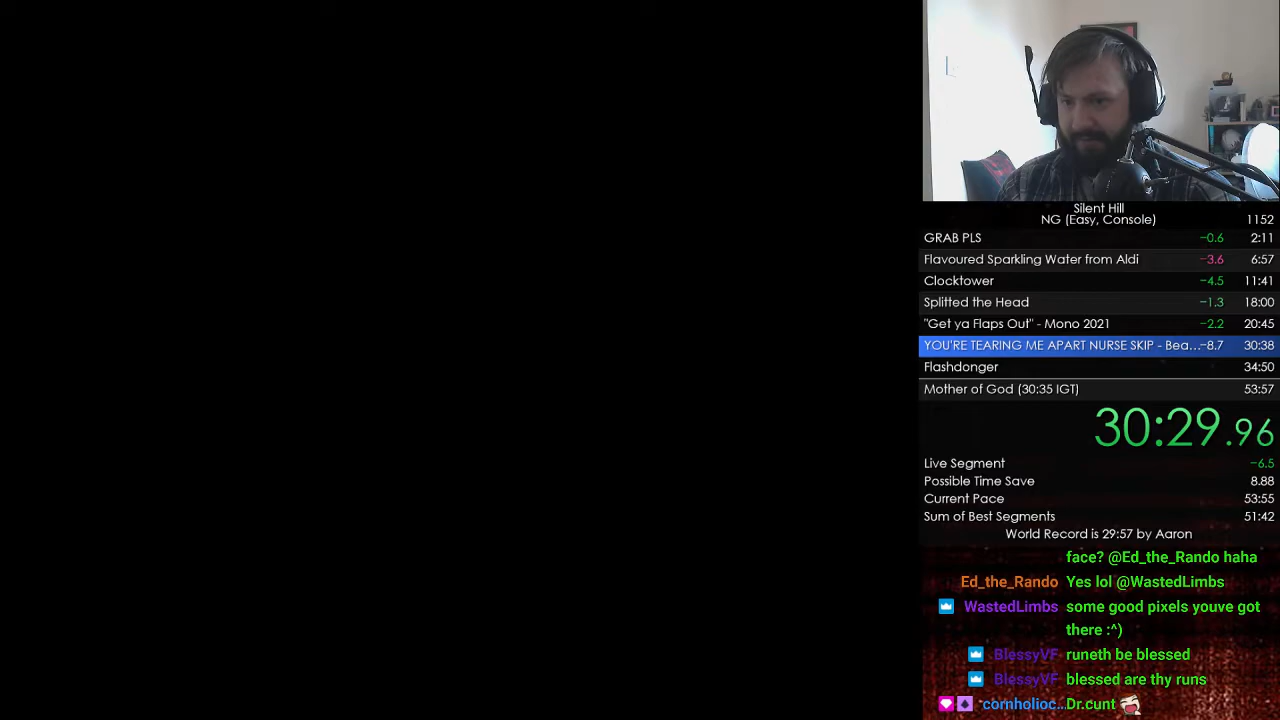 Silent Hill
NG (Easy, Console) 1152
GRAB PLS −0.6 2:11
Flavoured Sparkling Water from Aldi −3.6 6:57
Clocktower −4.5 11:41
Splitted the Head −1.3 18:00
"Get ya Flaps Out" - Mono 2021 −2.2 20:45
YOU'RE TEARING ME APART NURSE SKIP - Bea... −8.7 30:38
Flashdonger 34:50
Mother of God (30:35 IGT) 53:57
30:29.96
Live Segment −6.5
Possible Time Save 8.88
Current Pace 53:55
Sum of Best Segments 51:42
World Record is 29:57 by Aaron
face? @Ed_the_Rando haha
Ed_the_Rando Yes lol @WastedLimbs
WastedLimbs some good pixels youve got
there :^)
BlessyVF runeth be blessed
BlessyVF blessed are thy runs
cornholioc... Dr.cunt